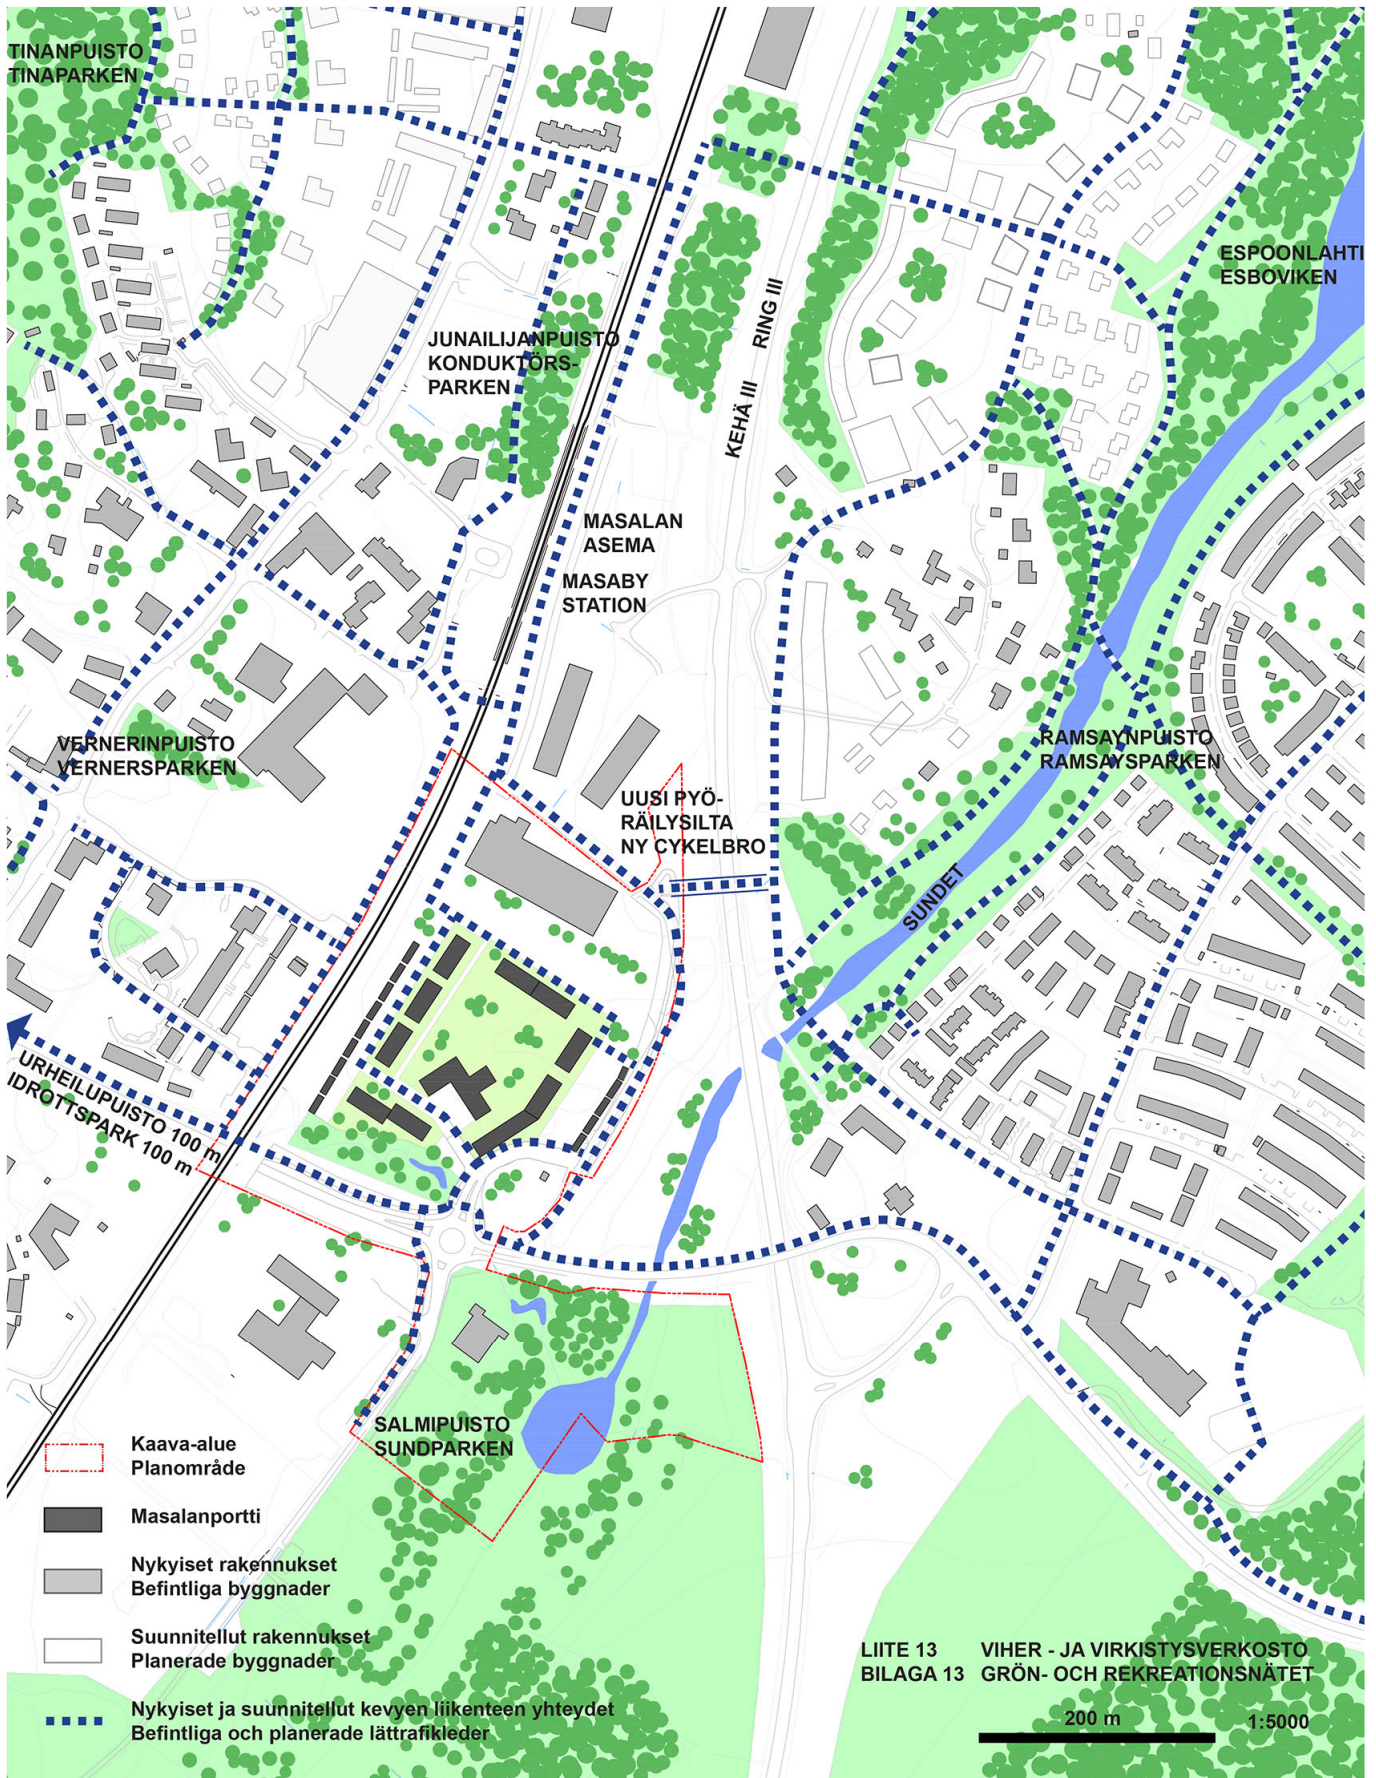 TINANPUISTO
TINAPARKEN
ESPOONLAHTI
ESBOVIKEN
RING III
KEHÄ III
JUNAILIJANPUISTO
KONDUKTÖRS-
PARKEN
MASALAN
ASEMA
MASABY
STATION
VERNERINPUISTO
VERNERSPARKEN
RAMSAYNPUISTO
RAMSAYSPARKEN
UUSI PYÖ-
RÄILYSILTA
NY CYKELBRO
SUNDET
URHEILUPUISTO 100 m
IDROTTSPARK 100 m
SALMIPUISTO
SUNDPARKEN
Kaava-alue
Planområde
Masalanportti
Nykyiset rakennukset
Befintliga byggnader
Suunnitellut rakennukset
Planerade byggnader
Nykyiset ja suunnitellut kevyen liikenteen yhteydet
Befintliga och planerade lättrafikleder
LIITE 13 VIHER - JA VIRKISTYSVERKOSTO
BILAGA 13 GRÖN- OCH REKREATIONSNÄTET
200 m 1:5000